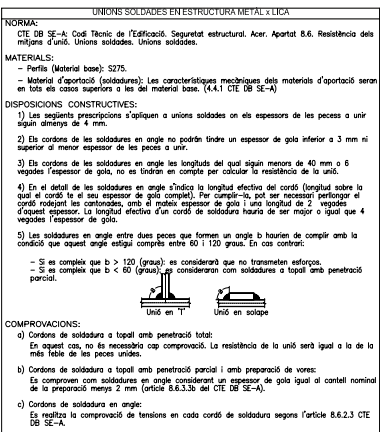 UNIONS SOLDADES EN ESTRUCTURA METÀL x LICA
NORMA:
CTE DB SE-A: Codi Tècnic de l'Edificació. Seguretat estructural. Acer. Apartat 8.6. Resistència dels
mitjans d'unió. Unions soldades. Unions soldades.
MATERIALS:
- Perfils (Material base): S275.
- Material d'aportació (soldadures): Les característiques mecàniques dels materials d'aportació seran
en tots els casos superiors a les del material base. (4.4.1 CTE DB SE-A)
DISPOSICIONS CONSTRUCTIVES:
1) Les següents prescripcions s'apliquen a unions soldades on els espessors de les pecess a unir
siguin almenys de 4 mm.
2) Els cordons de les soldadures en angle no podràn tindre un espessor de gola inferior a 3 mm ni
superior al menor espessor de les peces a unir.
3) Els cordons de les soldadures en angle les longituds del qual siguin menors de 40 mm o 6
vegades l'espessor de gola, no es tindran en compte per calcular la resistència de la unió.
4) En el detall de les soldadures en angle s'indica la longitud efectiva del cordó (longitud sobre la
qual el cordó te el seu espessor de gola complet). Per cumplir-la, pot ser necessari perllongar el
cordó rodejant les cantonades, amb el mateix espessor de gola i una longitud de 2 vegades
d'aquest espessor. La longitud efectiva d'un cordó de soldadura hauria de ser major o igual que 4
vegades l'espessor de gola.
5) Les soldadures en angle entre dues peces que formen un angle b haurien de complir amb la
condició que aquest angle estigui comprès entre 60 i 120 graus. En cas contrari:
- Si es compleix que b > 120 (graus): es considerarà que no transmeten esforços.
- Si es compleix que b < 60 (graus): es consideraran com soldadures a topall amb penetració
parcial.
Unió en 'T' Unió en solape
COMPROVACIONS:
a) Cordons de soldadura a topall amb penetració total:
En aquest cas, no és necessària cap comprovació. La resistència de la unió serà igual a la de la
més feble de les peces unides.
b) Cordons de soldadura a topall amb penetració parcial i amb preparació de vores:
Es comproven com soldadures en angle considerant un espessor de gola igual al cantell nominal
de la preparació menys 2 mm (article 8.6.3.3b del CTE DB SE-A).
c) Cordons de soldadura en angle:
Es realitza la comprovació de tensions en cada cordó de soldadura segons l'article 8.6.2.3 CTE
DB SE-A.